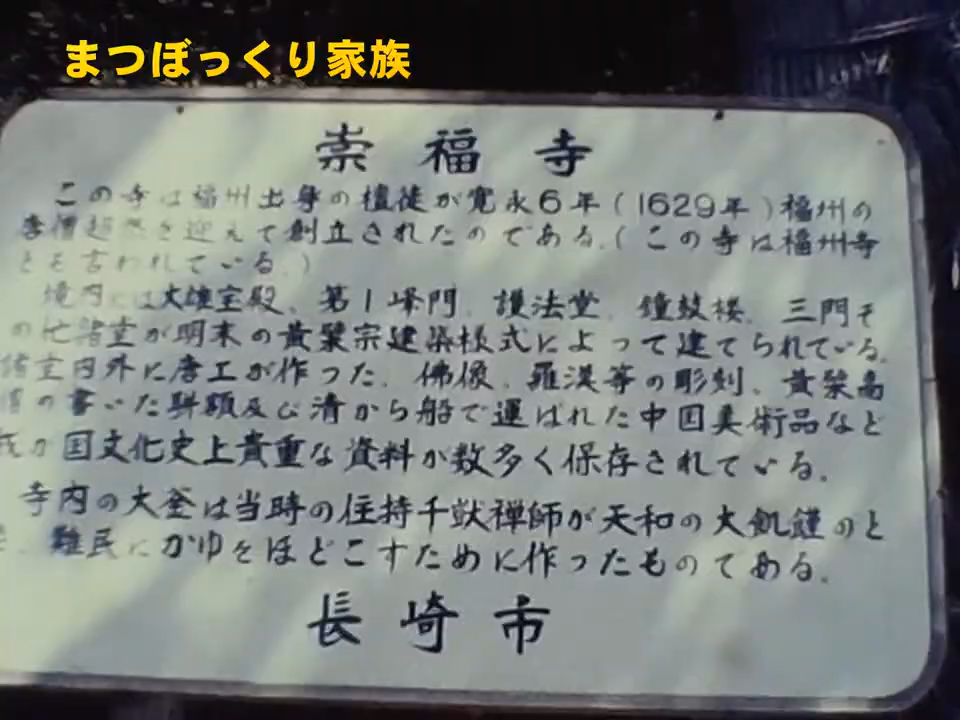 まつぼっくり家族
崇福寺
この寺は福州出身の檀徒が寛永6年(1629年)福州の
唐僧超然を迎えて創立されたのである。(この寺は福州寺
とも言われている。)
境内には大雄宝殿、第1峰門、護法堂、鐘鼓楼、三門そ
の他諸堂が明末の黄檗宗建築様式によって建てられている。
諸堂内外に唐工が作った、佛像、羅漢等の彫刻、黄檗高
僧の書いた聯額及び清から船で運ばれた中国美術品など
我が国文化史上貴重な資料が数多く保存されている。
寺内の大釜は当時の住持千獃禅師が天和の大飢饉のと
難民にかゆをほどこすために作ったものである。
長崎市